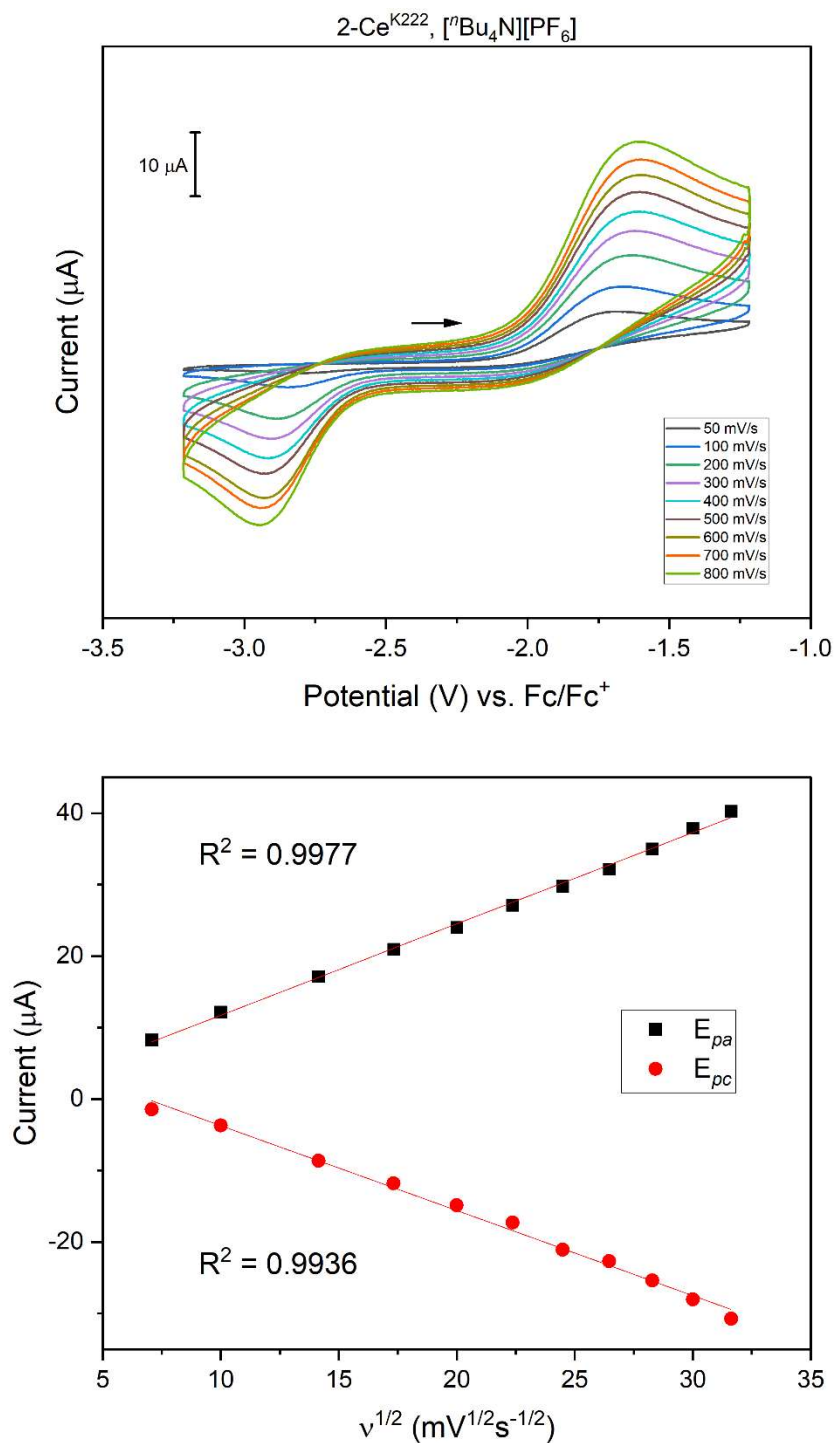 2-Ce^K222, [ⁿBu₄N][PF₆]
10 μA
Current (μA)
50 mV/s
100 mV/s
200 mV/s
300 mV/s
400 mV/s
500 mV/s
600 mV/s
700 mV/s
800 mV/s
-3.5 -3.0 -2.5 -2.0 -1.5 -1.0
Potential (V) vs. Fc/Fc⁺
40
R² = 0.9977
20
E_pa
E_pc
Current (μA)
0
-20
R² = 0.9936
5 10 15 20 25 30 35
ν^1/2 (mV^1/2 s^-1/2)